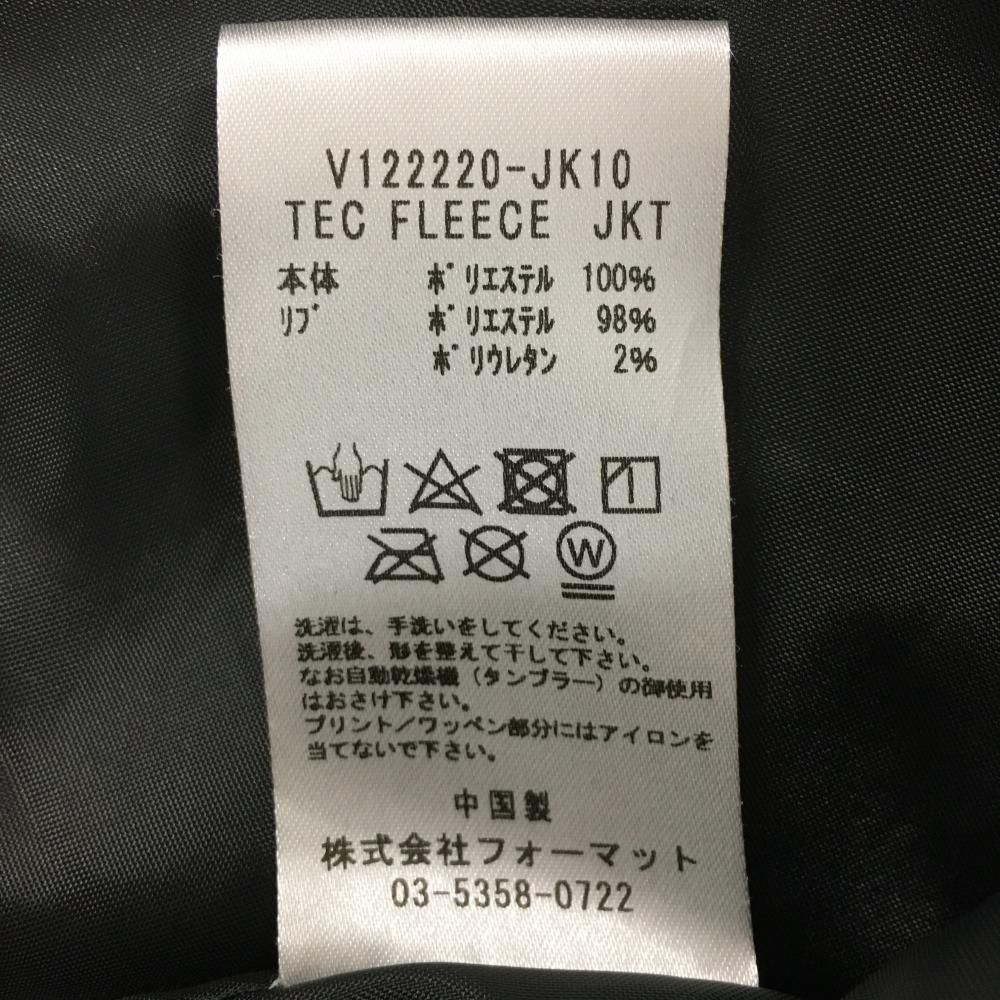 V122220-JK10
TEC FLEECE JKT
本体 ポリエステル 100%
リブ ポリエステル 98%
ポリウレタン 2%
W
洗濯は、手洗いをしてください。
洗濯後、形を整えて干して下さい。
なお自動乾燥機(タンブラー)の御使用
はおさけ下さい。
プリント/ワッペン部分にはアイロンを
当てないで下さい。
中国製
株式会社フォーマット
03-5358-0722